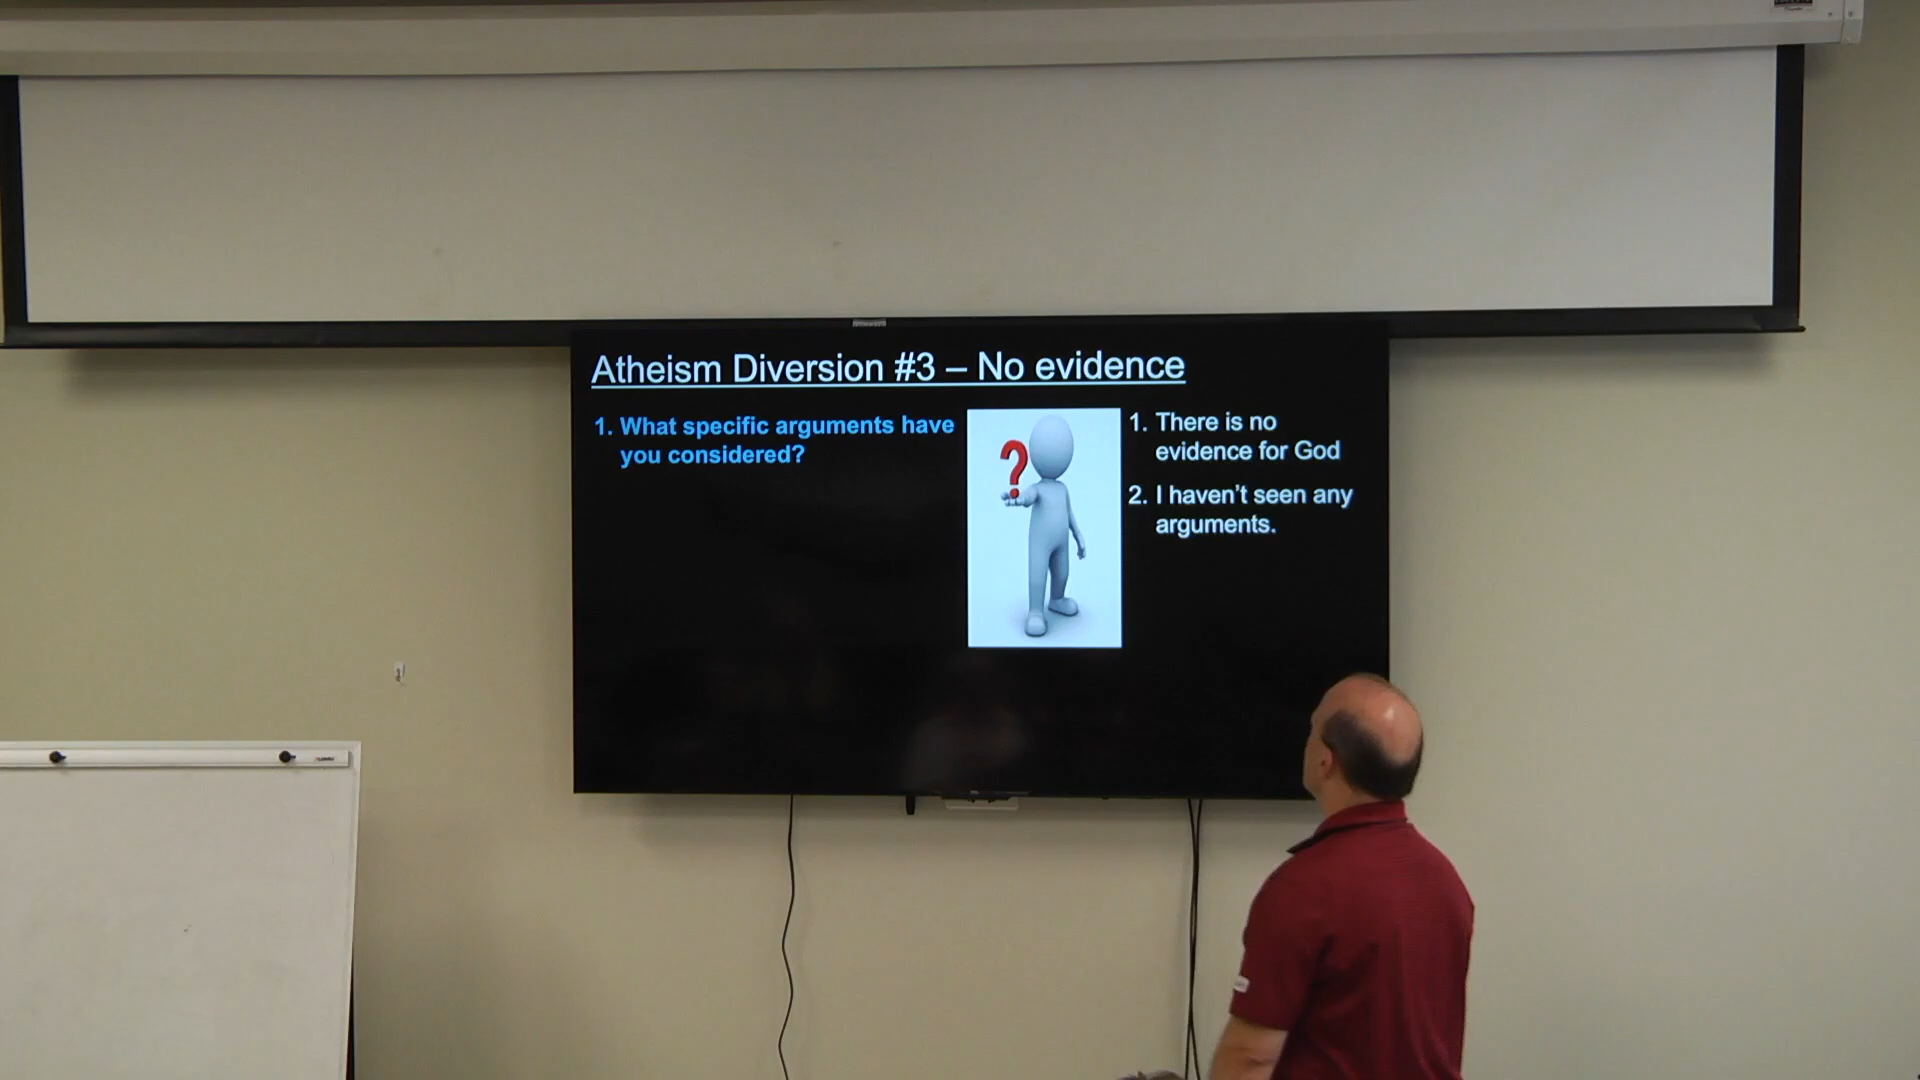 Atheism Diversion #3 – No evidence
1. What specific arguments have
you considered?
?
1. There is no
evidence for God
2. I haven't seen any
arguments.